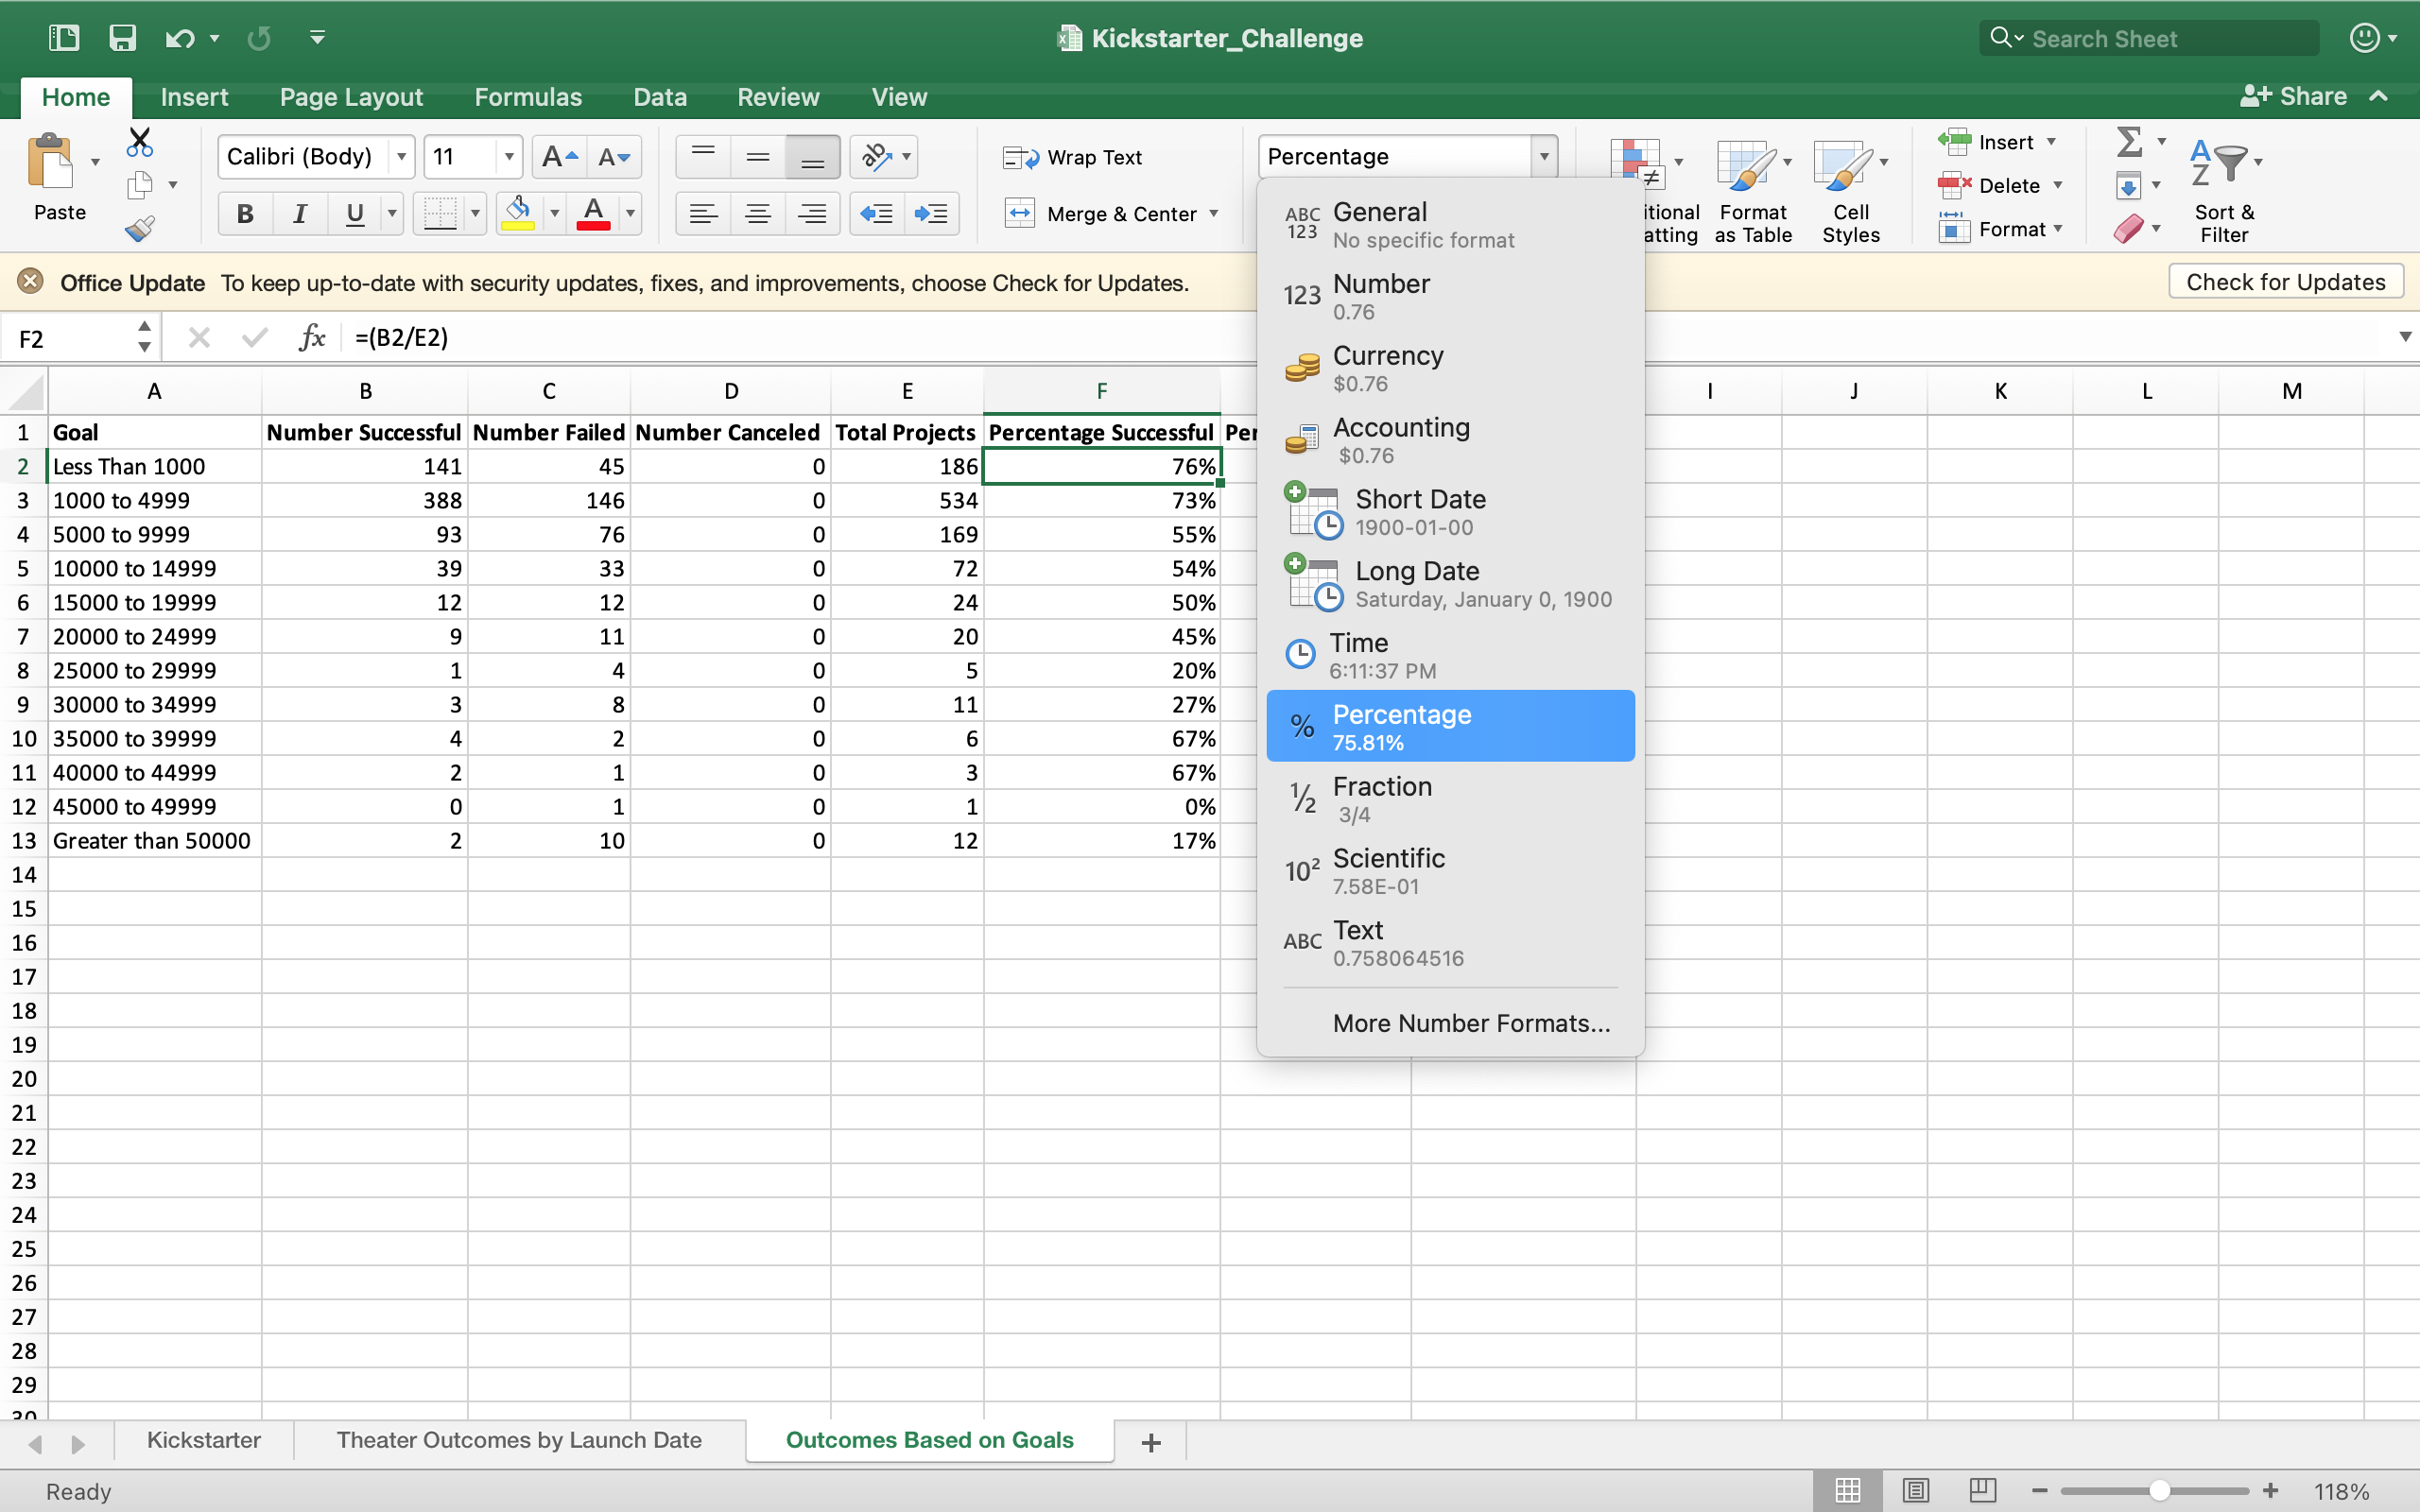 Kickstarter_Challenge
Search Sheet
Home Insert Page Layout Formulas Data Review View Share
Paste
Calibri (Body) 11 A A
B I U A
ab
Wrap Text
Merge & Center
Percentage
itional
atting
Format
as Table
Cell
Styles
Insert
Delete
Format
Σ
A
Z
Sort &
Filter
Office Update To keep up-to-date with security updates, fixes, and improvements, choose Check for Updates.
Check for Updates
F2 fx =(B2/E2)
A B C D E F I J K L M
1 Goal Number Successful Number Failed Number Canceled Total Projects Percentage Successful Per
2 Less Than 1000 141 45 0 186 76%
3 1000 to 4999 388 146 0 534 73%
4 5000 to 9999 93 76 0 169 55%
5 10000 to 14999 39 33 0 72 54%
6 15000 to 19999 12 12 0 24 50%
7 20000 to 24999 9 11 0 20 45%
8 25000 to 29999 1 4 0 5 20%
9 30000 to 34999 3 8 0 11 27%
10 35000 to 39999 4 2 0 6 67%
11 40000 to 44999 2 1 0 3 67%
12 45000 to 49999 0 1 0 1 0%
13 Greater than 50000 2 10 0 12 17%
14
15
16
17
18
19
20
21
22
23
24
25
26
27
28
29
30
ABC
123
General
No specific format
123 Number
0.76
Currency
$0.76
Accounting
$0.76
Short Date
1900-01-00
Long Date
Saturday, January 0, 1900
Time
6:11:37 PM
% Percentage
75.81%
½ Fraction
3/4
10² Scientific
7.58E-01
ABC Text
0.758064516
More Number Formats...
Kickstarter Theater Outcomes by Launch Date Outcomes Based on Goals +
Ready
118%